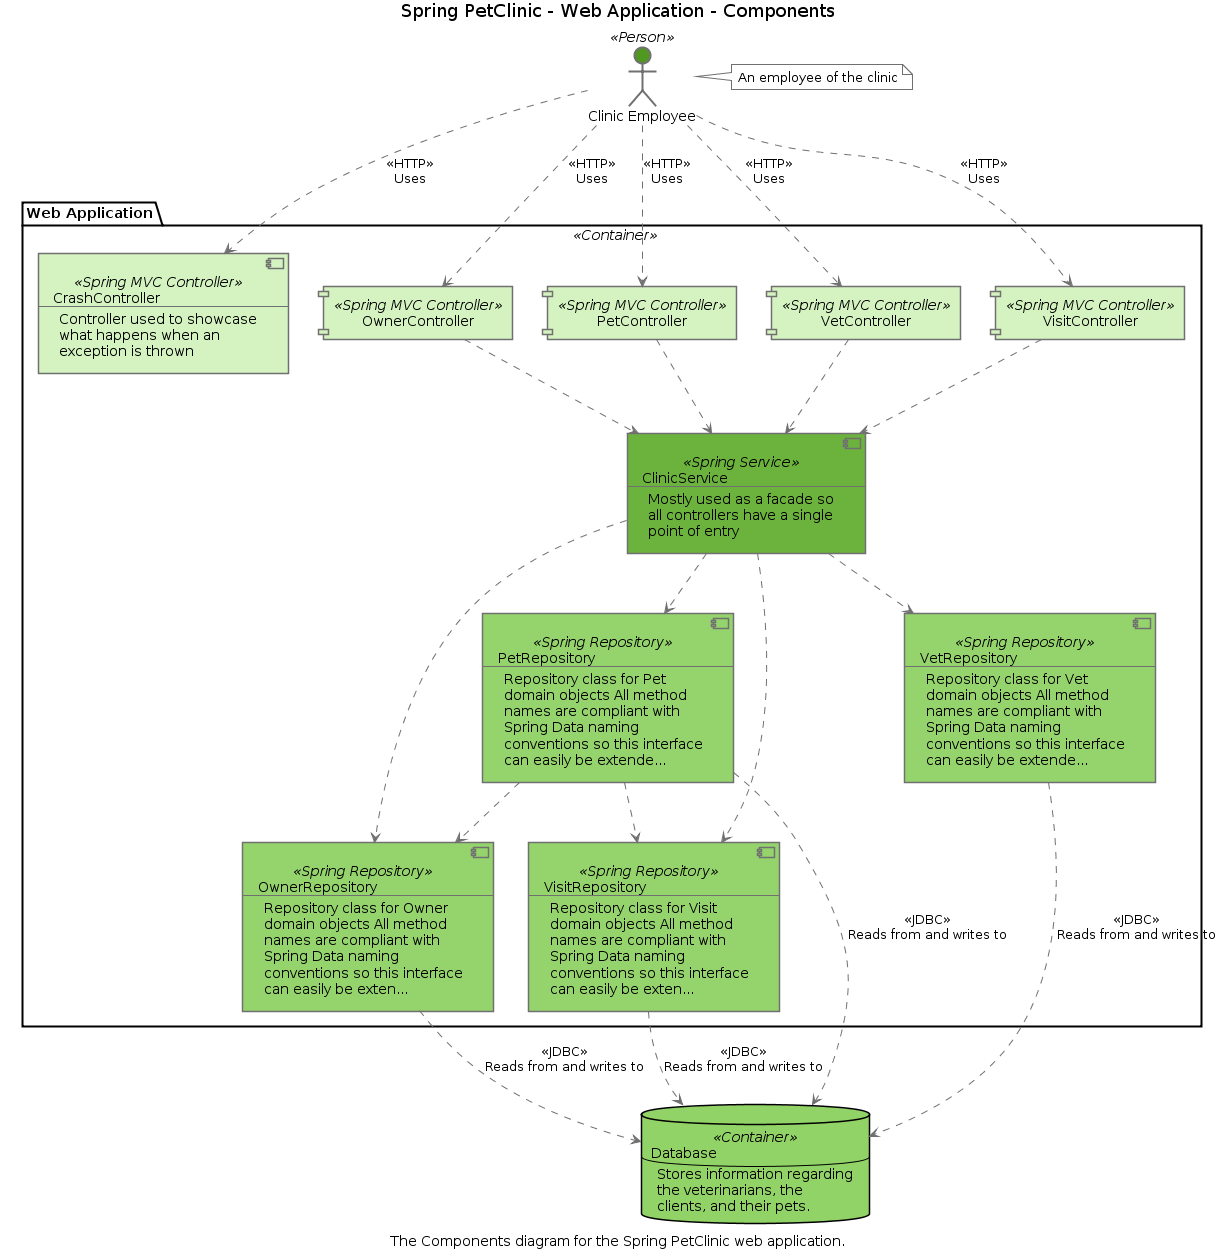 Spring PetClinic - Web Application - Components
«Person»
An employee of the clinic
Clinic Employee
«HTTP»
Uses
«HTTP»
Uses
«HTTP»
Uses
«HTTP»
Uses
«HTTP»
Uses
Web Application
«Container»
«Spring MVC Controller»
CrashController
Controller used to showcase
what happens when an
exception is thrown
«Spring MVC Controller»
OwnerController
«Spring MVC Controller»
PetController
«Spring MVC Controller»
VetController
«Spring MVC Controller»
VisitController
«Spring Service»
ClinicService
Mostly used as a facade so
all controllers have a single
point of entry
«Spring Repository»
PetRepository
Repository class for Pet
domain objects All method
names are compliant with
Spring Data naming
conventions so this interface
can easily be extende...
«Spring Repository»
VetRepository
Repository class for Vet
domain objects All method
names are compliant with
Spring Data naming
conventions so this interface
can easily be extende...
«Spring Repository»
OwnerRepository
Repository class for Owner
domain objects All method
names are compliant with
Spring Data naming
conventions so this interface
can easily be exten...
«Spring Repository»
VisitRepository
Repository class for Visit
domain objects All method
names are compliant with
Spring Data naming
conventions so this interface
can easily be exten...
«JDBC»
Reads from and writes to
«JDBC»
Reads from and writes to
«JDBC»
Reads from and writes to
«JDBC»
Reads from and writes to
«Container»
Database
Stores information regarding
the veterinarians, the
clients, and their pets.
The Components diagram for the Spring PetClinic web application.